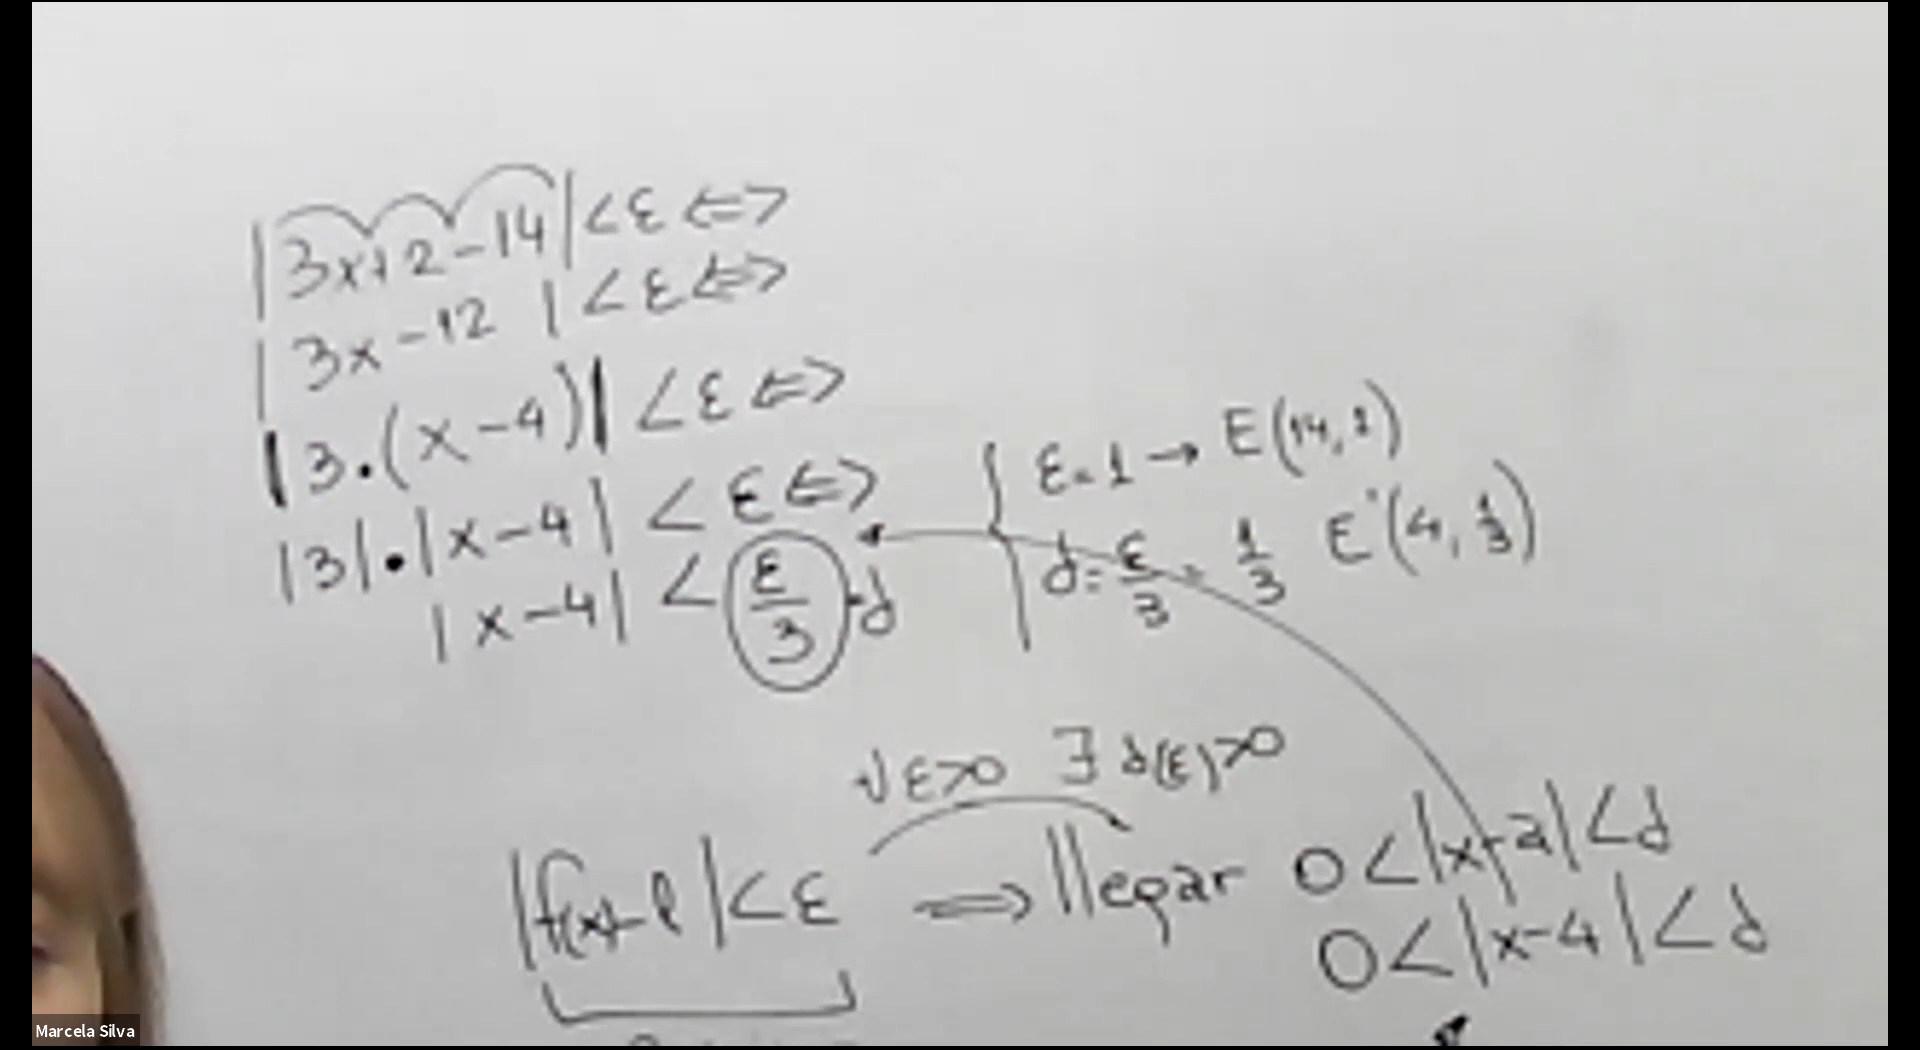 |3x+2-14|<ε⇔
|3x-12|<ε⇔
|3.(x-4)|<ε⇔
|3|.|x-4|<ε⇔
|x-4|<ε/3=d
ε=1→E(14,1)
d=ε/3=1/3 E'(4,1/3)
∀ε>0 ∃d(ε)>0
|f(x)-l|<ε ⟹ llegar 0<|x-a|<d
0<|x-4|<d
Marcela Silva